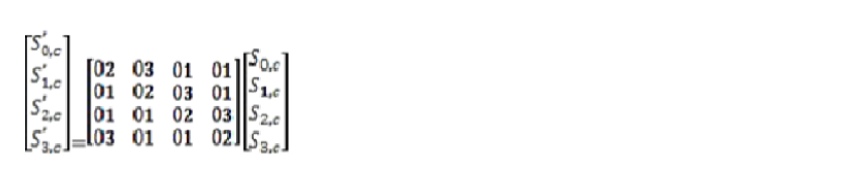 [S′0,c] [02 03 01 01] [S0,c]
[S′1,c] [01 02 03 01] [S1,c]
[S′2,c] [01 01 02 03] [S2,c]
[S′3,c] = [03 01 01 02] [S3,c]